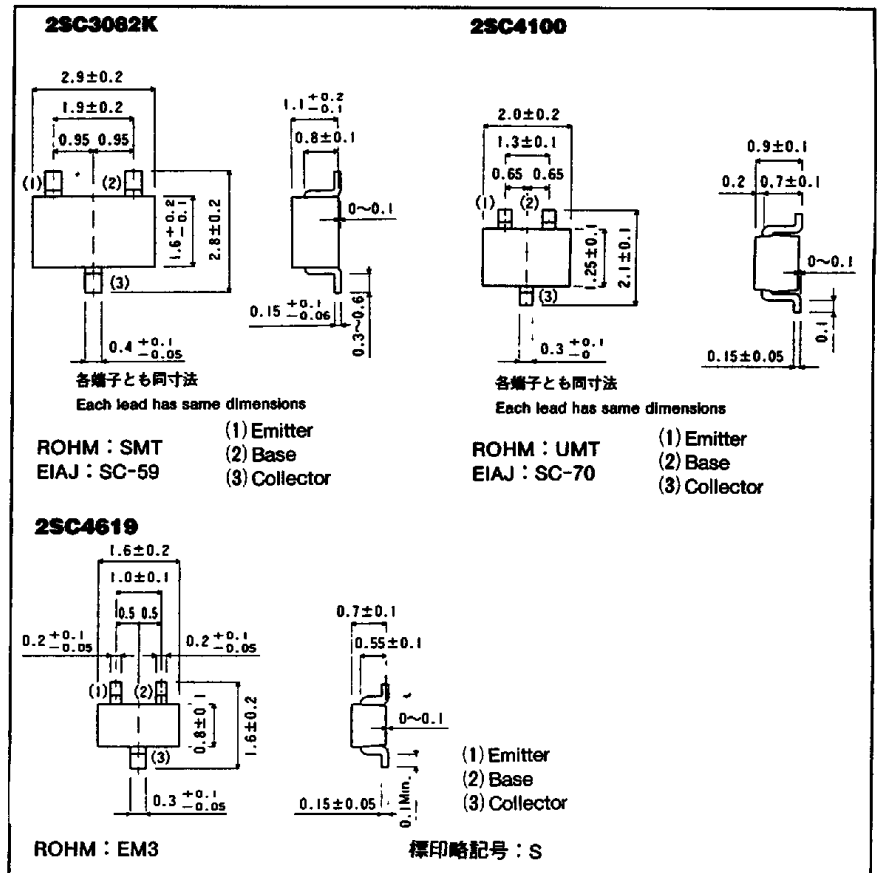 2SC3082K
2.9±0.2
1.9±0.2
0.95 0.95
(1) (2)
1.6 +0.2 −0.1
2.8±0.2
(3)
0.4 +0.1 −0.05
1.1 +0.2 −0.1
0.8±0.1
0~0.1
0.15 +0.1 −0.06
0.3~0.6
各端子とも同寸法
Each lead has same dimensions
ROHM : SMT
EIAJ : SC-59
(1) Emitter
(2) Base
(3) Collector
2SC4100
2.0±0.2
1.3±0.1
0.65 0.65
(1) (2)
1.25±0.1
2.1±0.1
(3)
0.3 +0.1 −0
0.9±0.1
0.2 0.7±0.1
0~0.1
0.15±0.05
0.1
各端子とも同寸法
Each lead has same dimensions
ROHM : UMT
EIAJ : SC-70
(1) Emitter
(2) Base
(3) Collector
2SC4619
1.6±0.2
1.0±0.1
0.5 0.5
0.2 +0.1 −0.05
0.2 +0.1 −0.05
(1) (2)
0.8±0.1
1.6±0.2
(3)
0.3 +0.1 −0.05
0.7±0.1
0.55±0.1
0~0.1
0.15±0.05
0.1Min.
(1) Emitter
(2) Base
(3) Collector
ROHM : EM3
標印略記号 : S